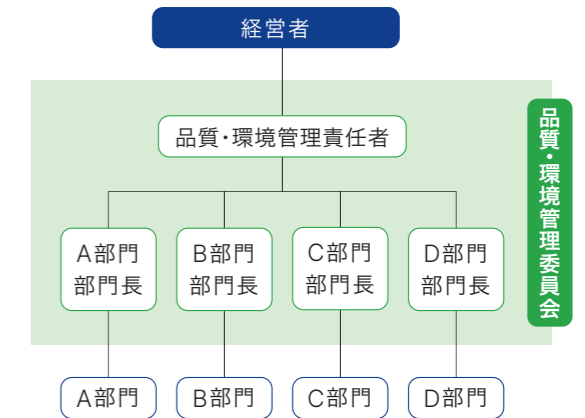 経営者
品質・環境管理責任者
品質・環境管理委員会
A部門
部門長
B部門
部門長
C部門
部門長
D部門
部門長
A部門
B部門
C部門
D部門